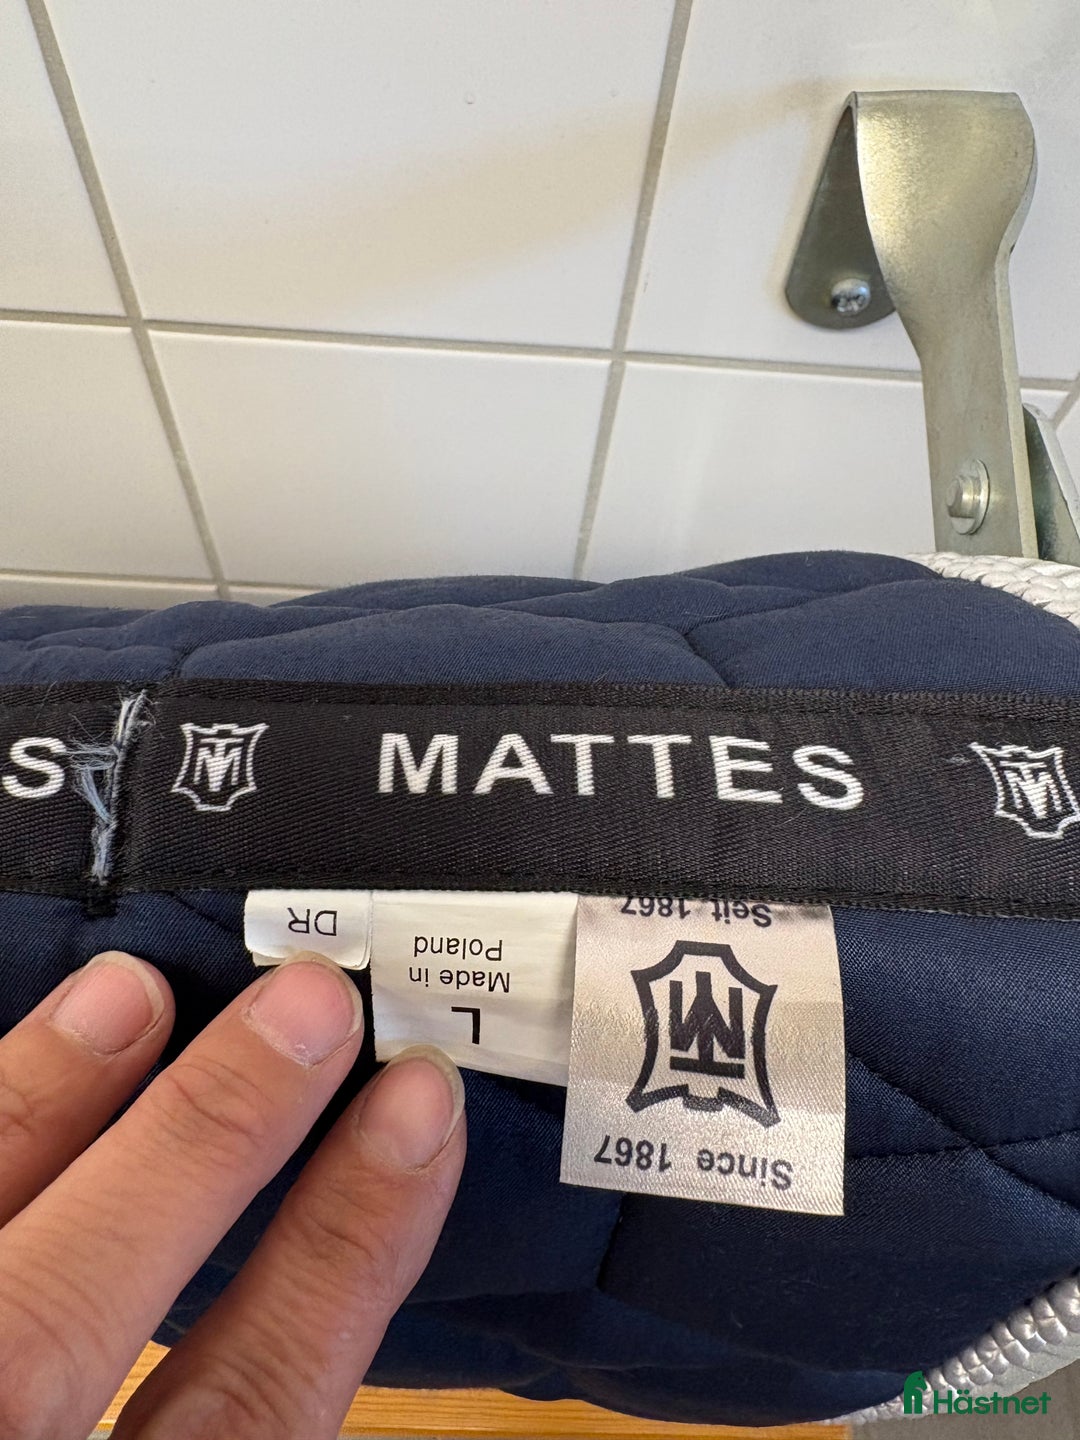 S
MATTES
DR
L
Made in
Poland
Since 1867
Seit 1867
Hästnet